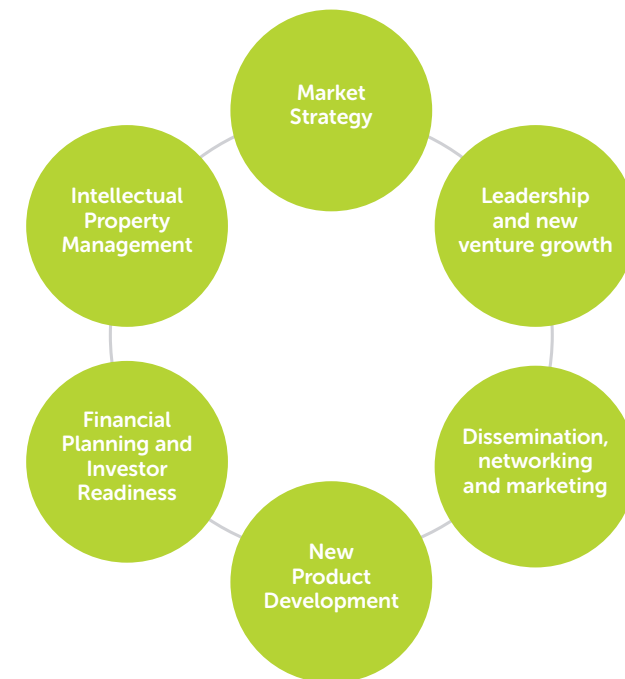 Market
Strategy
Leadership
and new
venture growth
Dissemination,
networking
and marketing
New
Product
Development
Financial
Planning and
Investor
Readiness
Intellectual
Property
Management